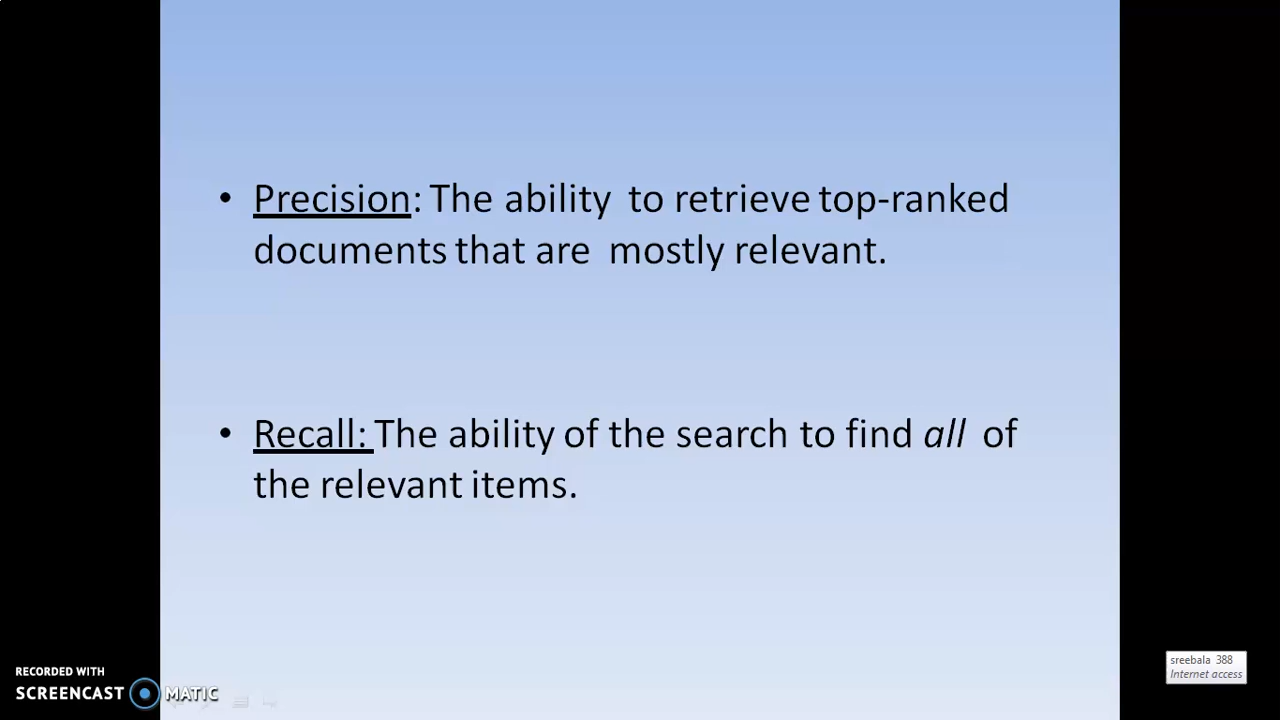 • Precision: The ability to retrieve top-ranked
documents that are mostly relevant.
• Recall: The ability of the search to find all of
the relevant items.
RECORDED WITH
SCREENCAST MATIC
sreebala 388
Internet access